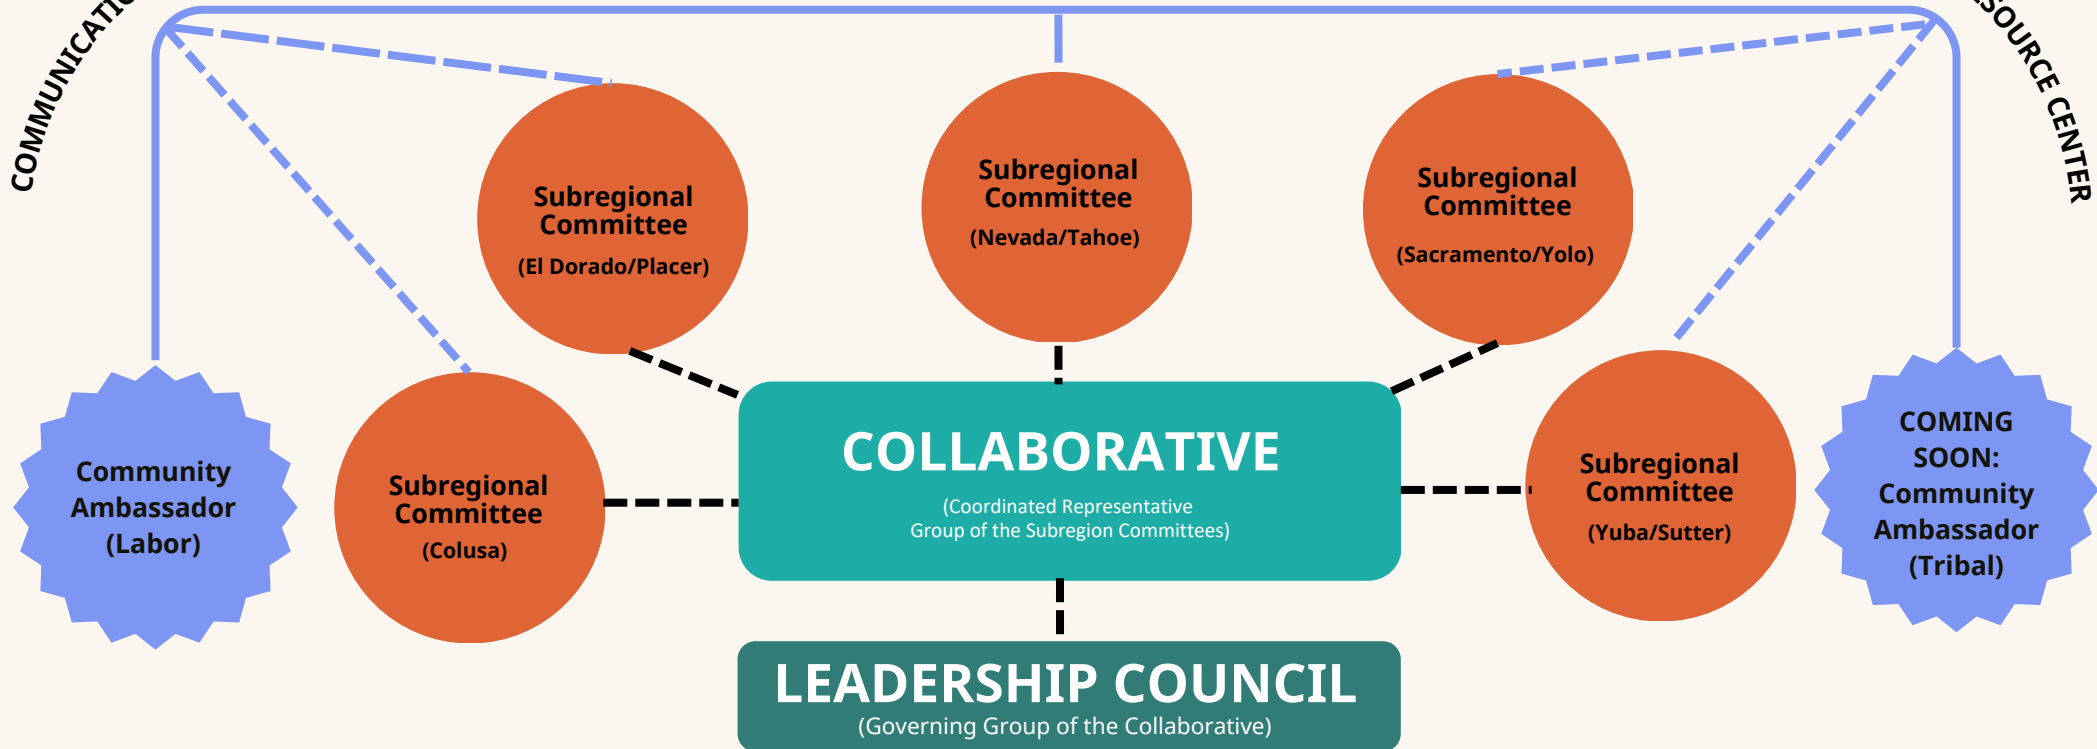 Subregional
Committee
(El Dorado/Placer)
Subregional
Committee
(Nevada/Tahoe)
Subregional
Committee
(Sacramento/Yolo)
CENTER
Community
Ambassador
(Labor)
Subregional
Committee
(Colusa)
COLLABORATIVE
(Coordinated Representative
Group of the Subregion Committees)
Subregional
Committee
(Yuba/Sutter)
COMING
SOON:
Community
Ambassador
(Tribal)
LEADERSHIP COUNCIL
(Governing Group of the Collaborative)